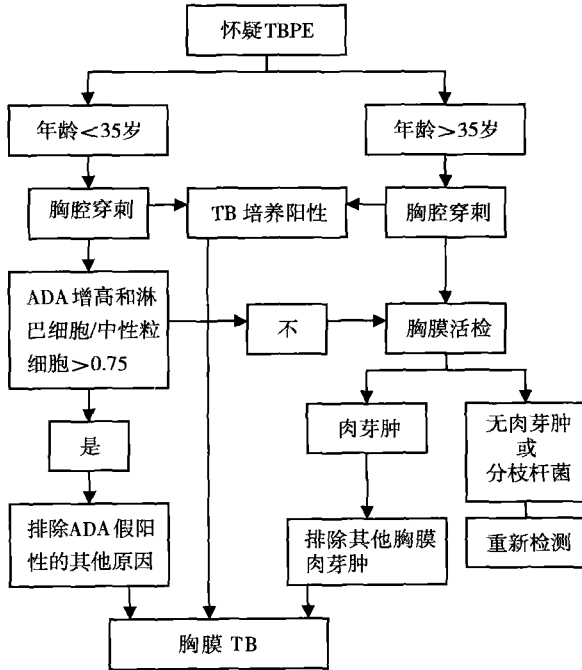 怀疑TBPE
年龄<35岁
年龄>35岁
胸腔穿刺
TB 培养阳性
胸腔穿刺
ADA 增高和淋
巴细胞/中性粒
细胞>0.75
不
胸膜活检
是
肉芽肿
无肉芽肿
或
分枝杆菌
排除ADA假阳
性的其他原因
排除其他胸膜
肉芽肿
重新检测
胸膜 TB